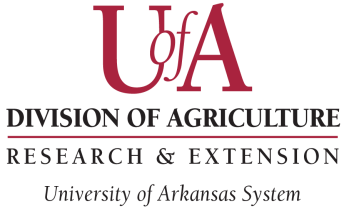 UofA
DIVISION OF AGRICULTURE
RESEARCH & EXTENSION
University of Arkansas System